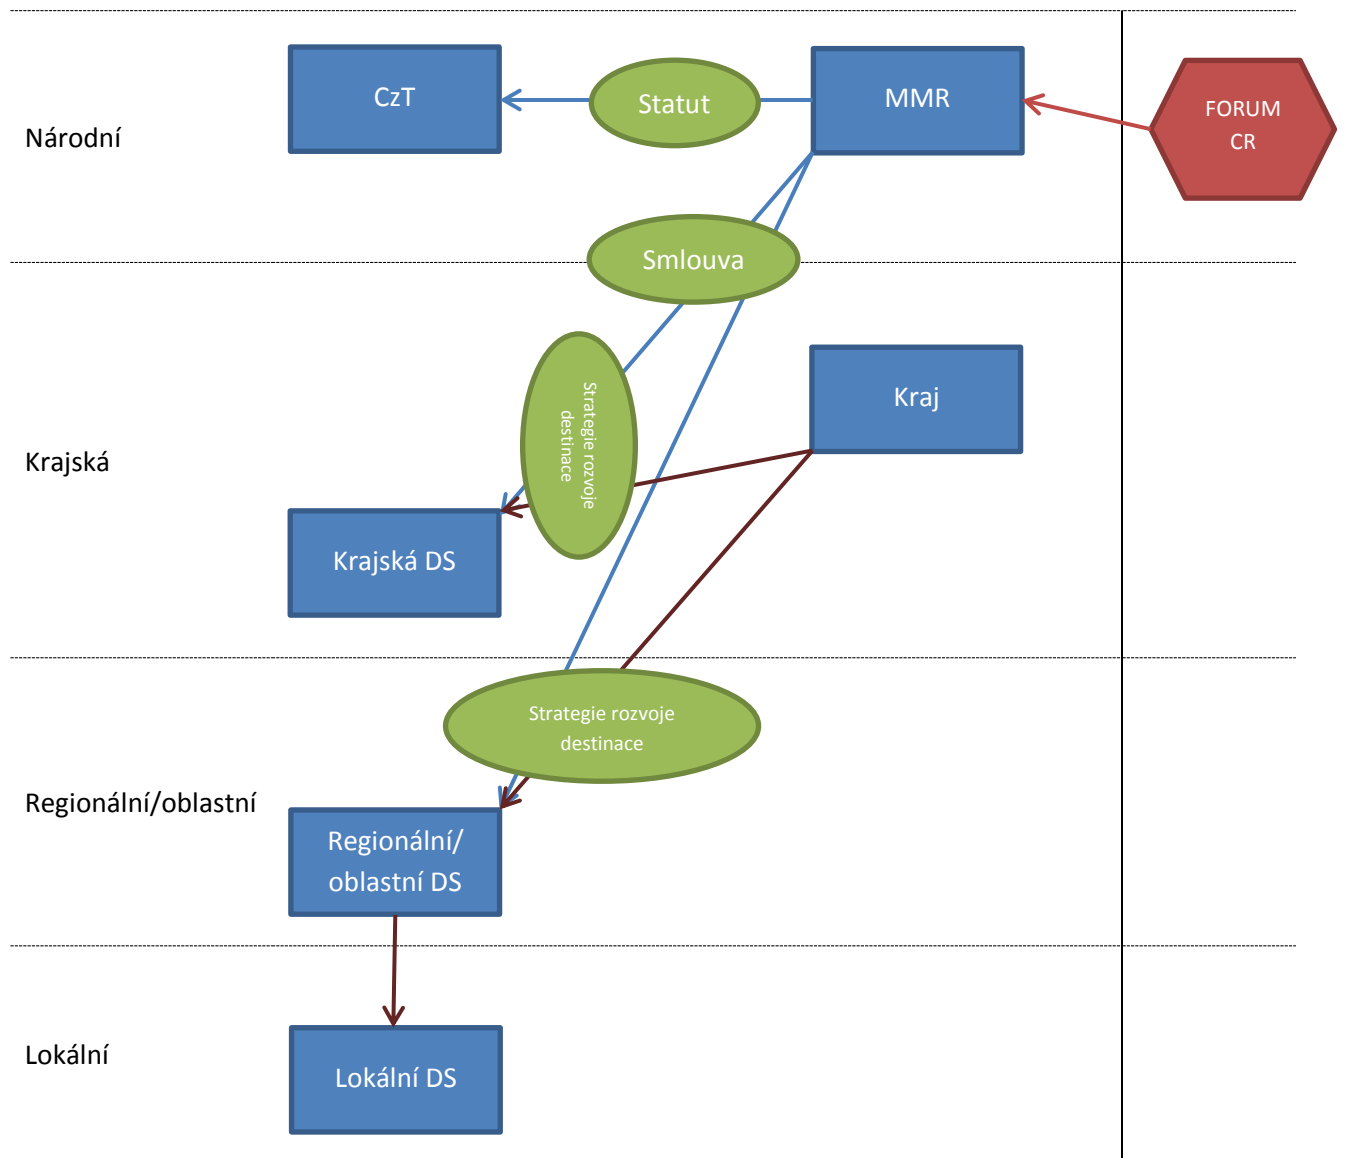 CzT
Statut
MMR
FORUM
CR
Národní
Smlouva
Strategie rozvoje
destinace
Kraj
Krajská
Krajská DS
Strategie rozvoje
destinace
Regionální/oblastní
Regionální/
oblastní DS
Lokální
Lokální DS